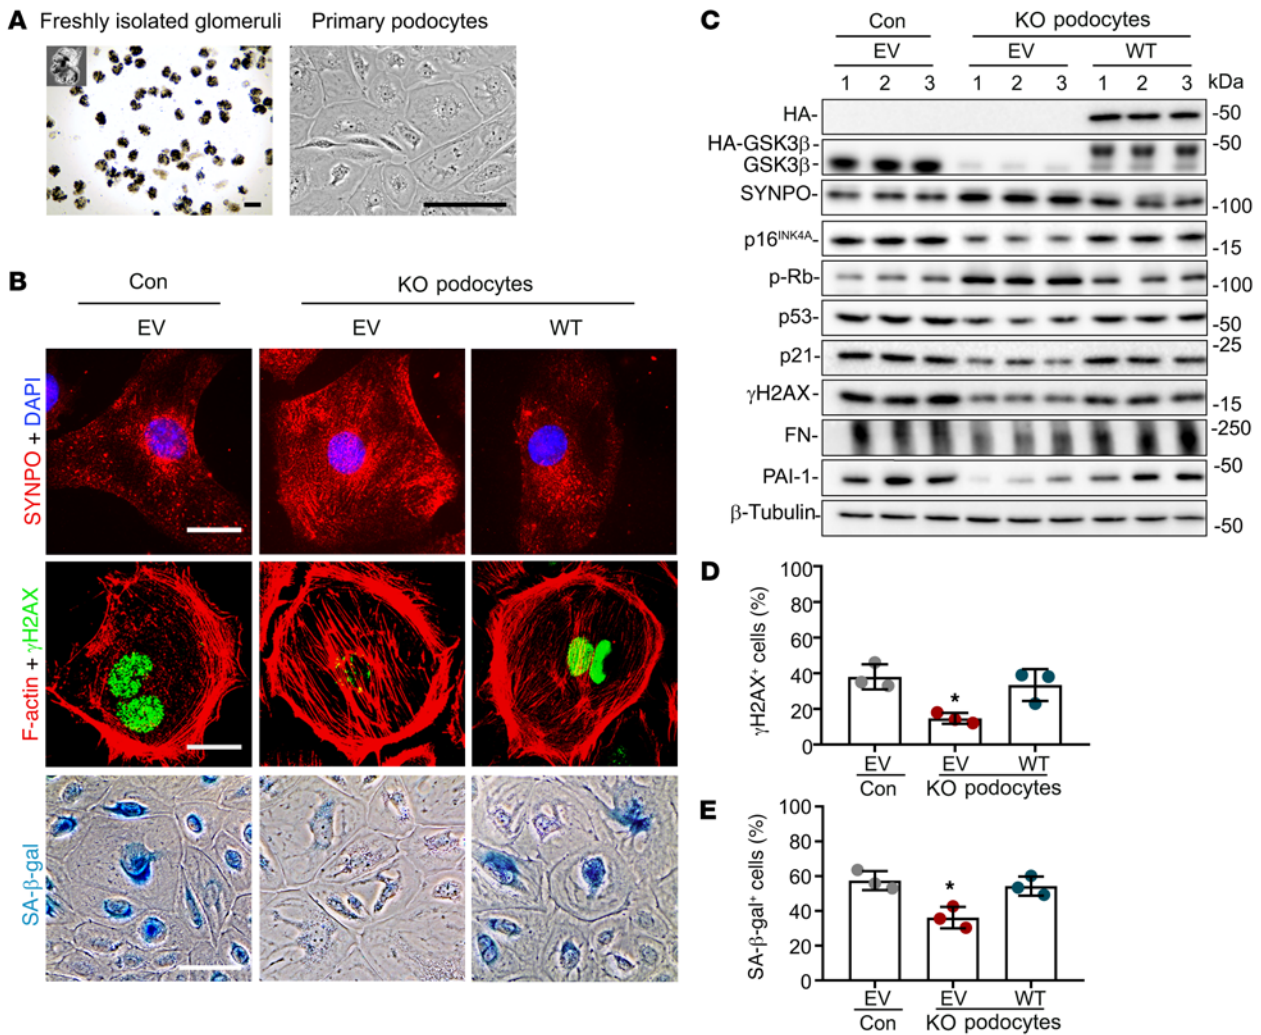 A Freshly isolated glomeruli Primary podocytes
B
Con KO podocytes
EV EV WT
SYNPO + DAPI
F-actin + γH2AX
SA-β-gal
C
Con KO podocytes
EV EV WT
1 2 3 1 2 3 1 2 3 kDa
HA- -50
HA-GSK3β- -50
GSK3β-
SYNPO- -100
p16INK4A- -15
p-Rb- -100
p53- -50
p21- -25
γH2AX- -15
FN- -250
PAI-1- -50
β-Tubulin- -50
D
γH2AX+ cells (%)
100
80
60
40
20
0
*
EV EV WT
Con KO podocytes
E
SA-β-gal+ cells (%)
100
80
60
40
20
0
*
EV EV WT
Con KO podocytes